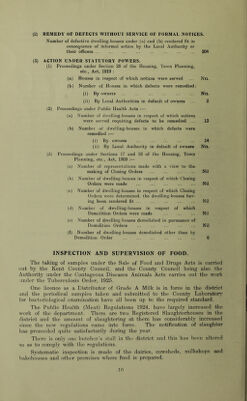 (2) REMEDY OF DEFECTS WITHOUT SERVICE OF FORMAL NOTICES.
Number of defective dwelling-houses under (a) and (b) rendered fit in
consequence of informal action by the Local Authority or
their officers 204
(3) ACTION UNDER STATUTORY POWERS.
(1) Proceedings under Section 28 of the Housing, Town Planning,
etc., Act, 1919:
(a) Houses in respect of which notices were served NIL
(b) Number of Houses in which defects were remedied:
(i) By owners NIL
(ii) By Local Authorities in default of owners
(2) Proceedings under Public Health Acts:—
(a) Number of dwelling-houses in respect of which notices
were served requiring defects to be remedied
(b) Number of dwelling-houses in which defects were
remedied:—
(i) By owners 14
(ii) By Local Authority in default of owners NIL
(3) Proceedings under Sections 17 and 18 of the Housing, Town
Planning, etc., Act, 1919:—
(a) Number of representations made with a view to the
making of Closing Orders Nil
(b) Number of dwelling-houses in respect of which Closing
Orders were made Nil
(c) Number of dwelling-houses in respect of which Closing
Orders were determined, the dwelling-houses hav-
ing been rendered fit Nil
(d) Number of dwelling-houses in respect of which
Demolition Orders were made Nil
(e) Number of dwelling-houses demolished in pursuance of
Demolition Orders Nil
(f) Number of dwelling-houses demolished other than by
Demolition Order 6
INSPECTION AND SUPERVISION OF FOOD.
The taking of samples under the Sale of Food and Drugs Acts is carried
out by the Kent County Council, and the County Council being also the
Authority under the Contagious Diseases Animals Acts carries out the work
under the Tuberculosis Order, 1925.
One licence as a Distributor of Grade A Milk is in force in the district
and the periodical samples taken and submitted to the County Laboratory
for bacteriological examination have all been up to the required standard.
The Public Health (Meat) Regulations 1924, have largely increased the
work of the department. There are two Registered Slaughterhouses in the
district and the amount of slaughtering at them has considerably increased
since the new regulations came into force. The notification of slaughter
has proceeded quite satisfactorily during the year.
There is only one butcher's stall in the district and this has been altered
so as to comply with the regulations.
Systematic inspection is made of the dairies, cowsheds, milkshops and
bakehouses and other premises where food is prepared.